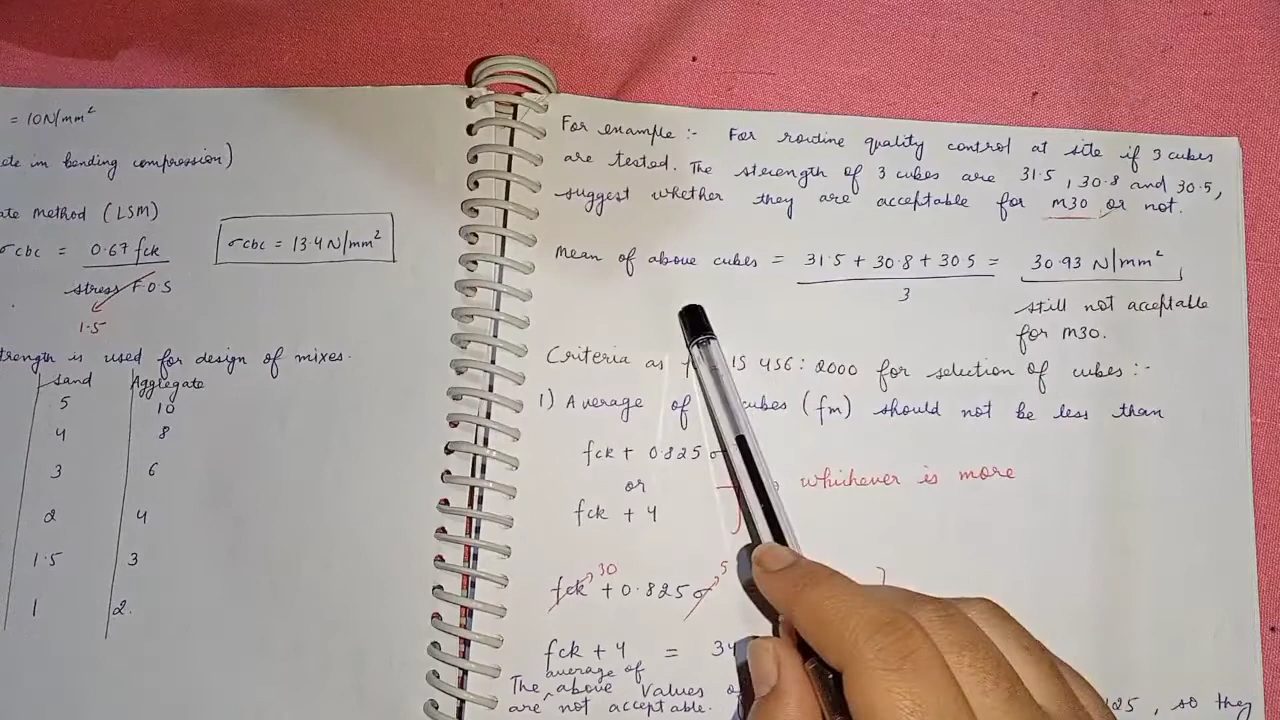 = 10N/mm²
ate in bending compression)
ate Method (LSM)
σcbc = 0.67 fck
stress F.O.S
1.5
σcbc = 13.4 N/mm²
trength is used for design of mixes.
sand Aggregate
5 10
4 8
3 6
2 4
1.5 3
1 2.
For example :- For routine quality control at site if 3 cubes
are tested. The strength of 3 cubes are 31.5, 30.8 and 30.5,
suggest whether they are acceptable for M30 or not.
Mean of above cubes = 31.5 + 30.8 + 30.5 = 30.93 N/mm²
3
still not acceptable
for M30.
Criteria as IS 456 : 2000 for selection of cubes :-
1) Average of cubes (fm) should not be less than
fck + 0.825 σ
or
whichever is more
fck + 4
30 5
fck + 0.825 σ
fck + 4 = 34
average of
The above values
are not acceptable. so they